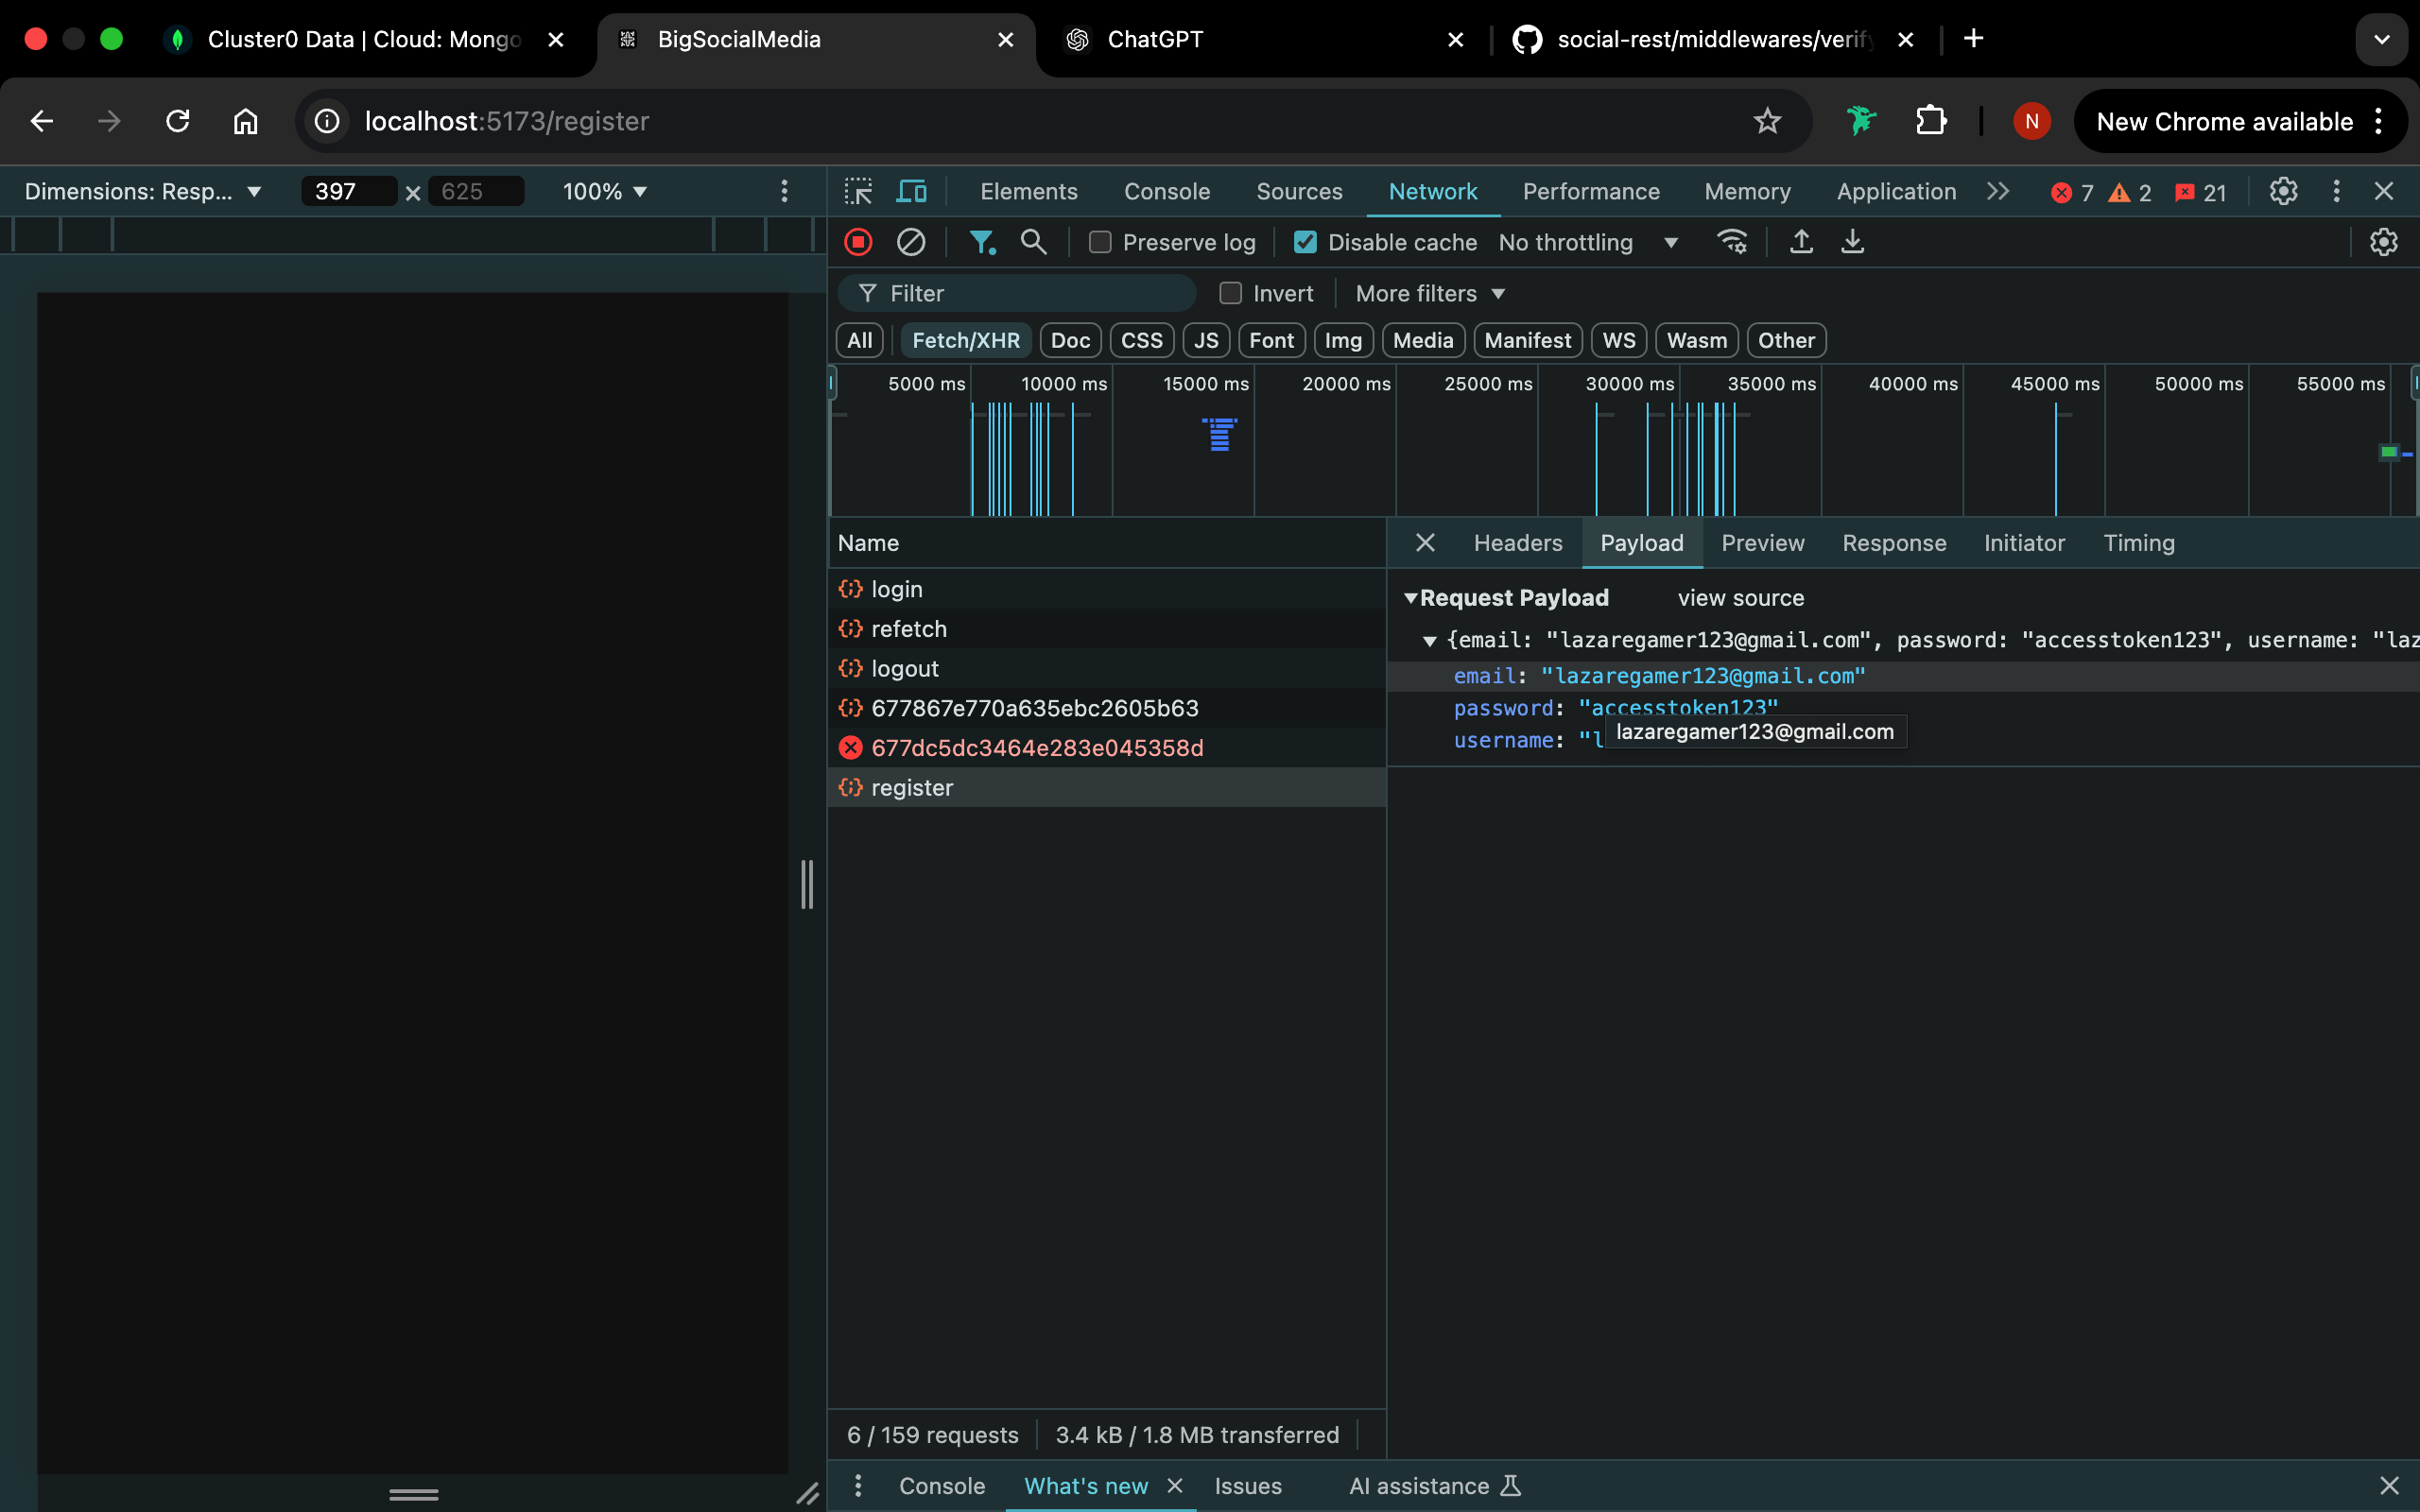 Cluster0 Data | Cloud: Mongo
BigSocialMedia
ChatGPT
social-rest/middlewares/verify
localhost:5173/register
N
New Chrome available
Dimensions: Resp...
397
625
100%
Elements
Console
Sources
Network
Performance
Memory
Application
7
2
21
Preserve log
Disable cache
No throttling
Filter
Invert
More filters
All
Fetch/XHR
Doc
CSS
JS
Font
Img
Media
Manifest
WS
Wasm
Other
5000 ms
10000 ms
15000 ms
20000 ms
25000 ms
30000 ms
35000 ms
40000 ms
45000 ms
50000 ms
55000 ms
Name
login
refetch
logout
677867e770a635ebc2605b63
677dc5dc3464e283e045358d
register
Headers
Payload
Preview
Response
Initiator
Timing
Request Payload
view source
{email: "lazaregamer123@gmail.com", password: "accesstoken123", username: "laz
email: "lazaregamer123@gmail.com"
password: "accesstoken123"
username: "l
lazaregamer123@gmail.com
6 / 159 requests
3.4 kB / 1.8 MB transferred
Console
What's new
Issues
AI assistance